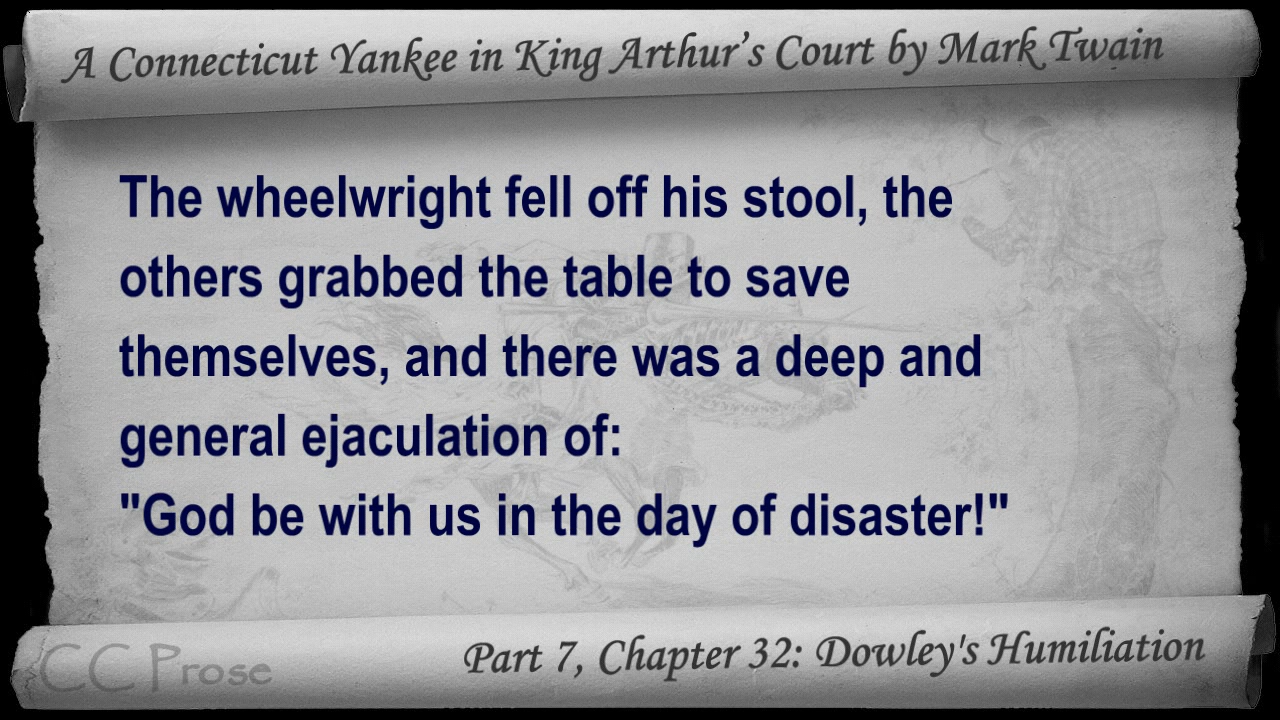 A Connecticut Yankee in King Arthur’s Court by Mark Twain
The wheelwright fell off his stool, the
others grabbed the table to save
themselves, and there was a deep and
general ejaculation of:
"God be with us in the day of disaster!"
CC Prose
Part 7, Chapter 32: Dowley's Humiliation